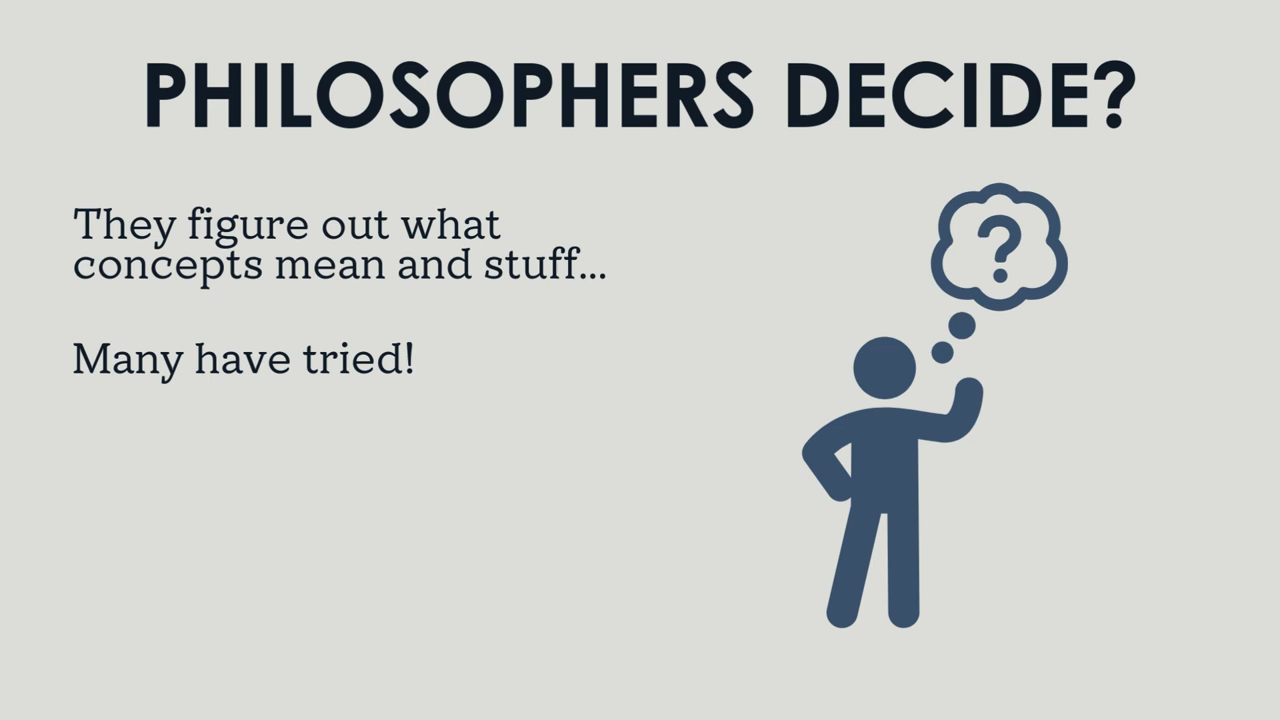 PHILOSOPHERS DECIDE?
They figure out what
concepts mean and stuff...
Many have tried!
?